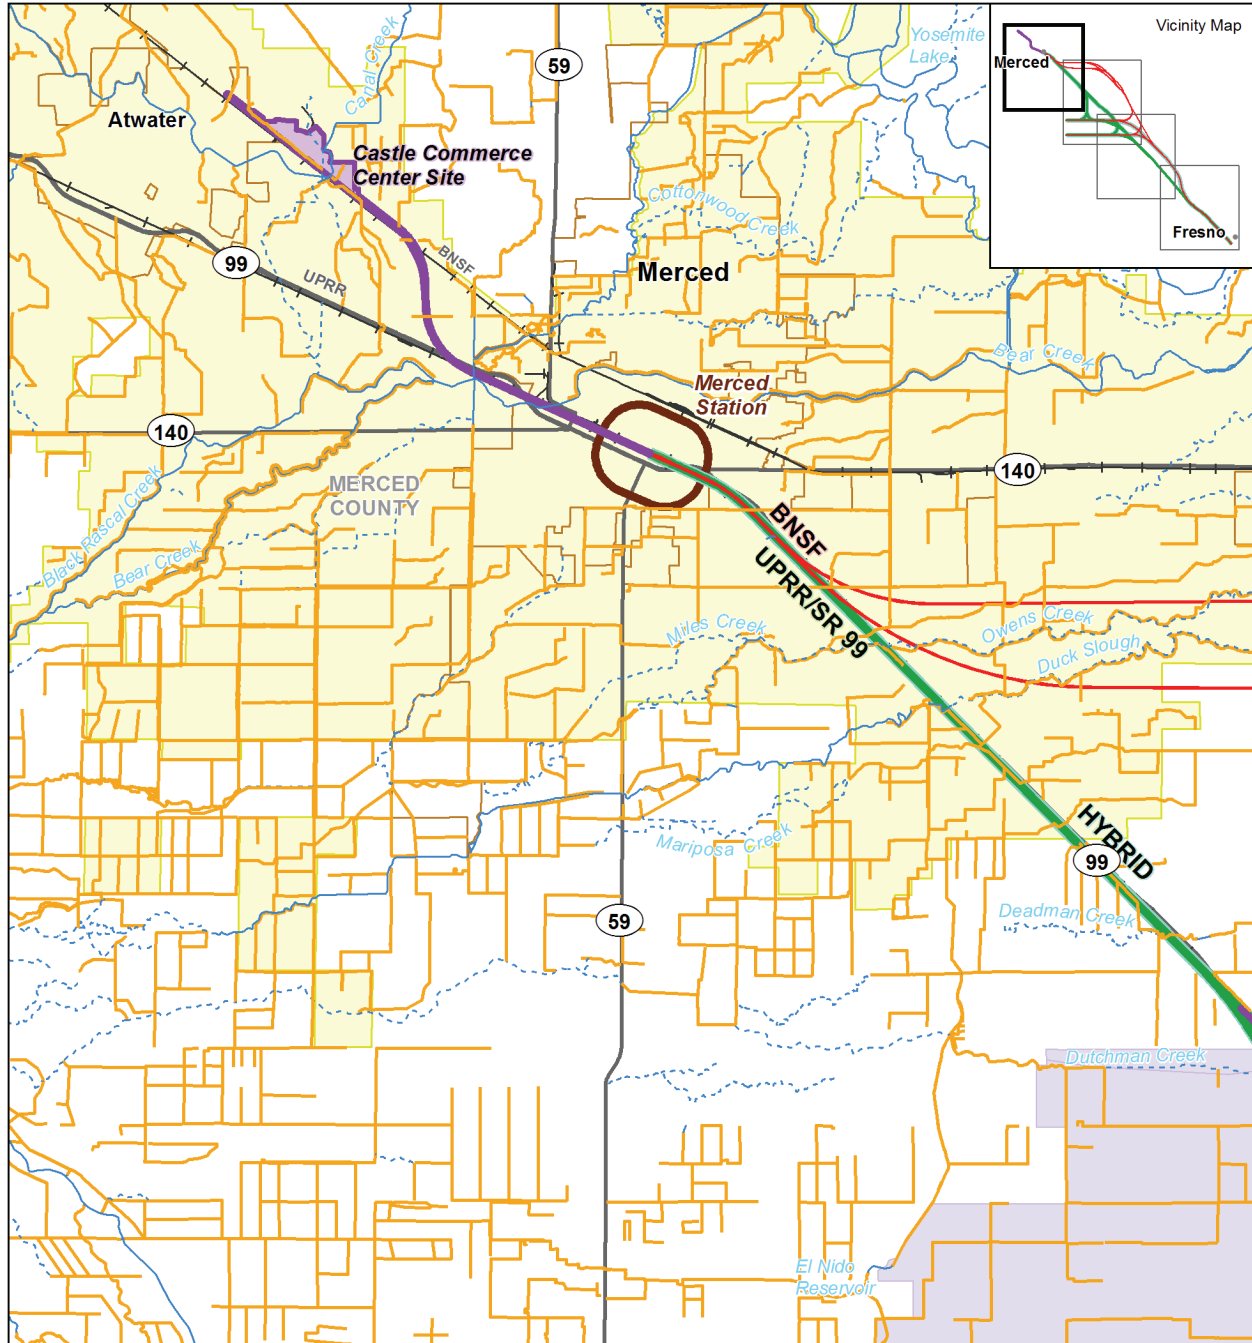 Vicinity Map
Merced
Fresno
Yosemite
Lake
59
Canal Creek
Atwater
Castle Commerce
Center Site
Cottonwood Creek
99
UPRR
BNSF
Merced
Bear Creek
Merced
Station
140
140
MERCED
COUNTY
Black Rascal Creek
Bear Creek
BNSF
UPRR/SR 99
Miles Creek
Owens Creek
Duck Slough
HYBRID
99
Mariposa Creek
59
Deadman Creek
Dutchman Creek
El Nido
Reservoir